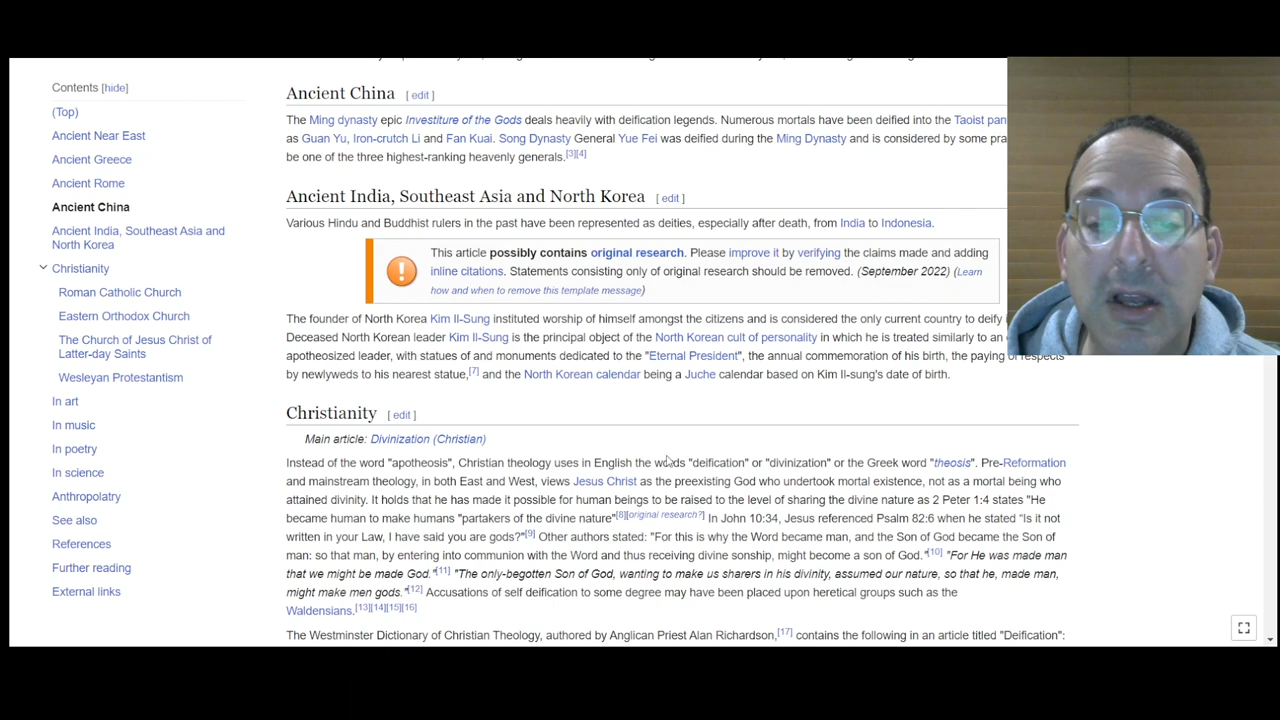 Contents [hide]
(Top)
Ancient Near East
Ancient Greece
Ancient Rome
Ancient China
Ancient India, Southeast Asia and
North Korea
Christianity
Roman Catholic Church
Eastern Orthodox Church
The Church of Jesus Christ of
Latter-day Saints
Wesleyan Protestantism
In art
In music
In poetry
In science
Anthropolatry
See also
References
Further reading
External links
Ancient China [ edit ]
The Ming dynasty epic Investiture of the Gods deals heavily with deification legends. Numerous mortals have been deified into the Taoist pan
as Guan Yu, Iron-crutch Li and Fan Kuai. Song Dynasty General Yue Fei was deified during the Ming Dynasty and is considered by some pra
be one of the three highest-ranking heavenly generals.[3][4]
Ancient India, Southeast Asia and North Korea [ edit ]
Various Hindu and Buddhist rulers in the past have been represented as deities, especially after death, from India to Indonesia.
This article possibly contains original research. Please improve it by verifying the claims made and adding
inline citations. Statements consisting only of original research should be removed. (September 2022) (Learn
how and when to remove this template message)
The founder of North Korea Kim Il-Sung instituted worship of himself amongst the citizens and is considered the only current country to deify
Deceased North Korean leader Kim Il-Sung is the principal object of the North Korean cult of personality in which he is treated similarly to an
apotheosized leader, with statues of and monuments dedicated to the "Eternal President", the annual commemoration of his birth, the paying of respects
by newlyweds to his nearest statue,[7] and the North Korean calendar being a Juche calendar based on Kim Il-sung's date of birth.
Christianity [ edit ]
Main article: Divinization (Christian)
Instead of the word "apotheosis", Christian theology uses in English the words "deification" or "divinization" or the Greek word "theosis". Pre-Reformation
and mainstream theology, in both East and West, views Jesus Christ as the preexisting God who undertook mortal existence, not as a mortal being who
attained divinity. It holds that he has made it possible for human beings to be raised to the level of sharing the divine nature as 2 Peter 1:4 states "He
became human to make humans "partakers of the divine nature"[8][original research?] In John 10:34, Jesus referenced Psalm 82:6 when he stated "Is it not
written in your Law, I have said you are gods?"[9] Other authors stated: "For this is why the Word became man, and the Son of God became the Son of
man: so that man, by entering into communion with the Word and thus receiving divine sonship, might become a son of God."[10] "For He was made man
that we might be made God."[11] "The only-begotten Son of God, wanting to make us sharers in his divinity, assumed our nature, so that he, made man,
might make men gods."[12] Accusations of self deification to some degree may have been placed upon heretical groups such as the
Waldensians.[13][14][15][16]
The Westminster Dictionary of Christian Theology, authored by Anglican Priest Alan Richardson,[17] contains the following in an article titled "Deification":